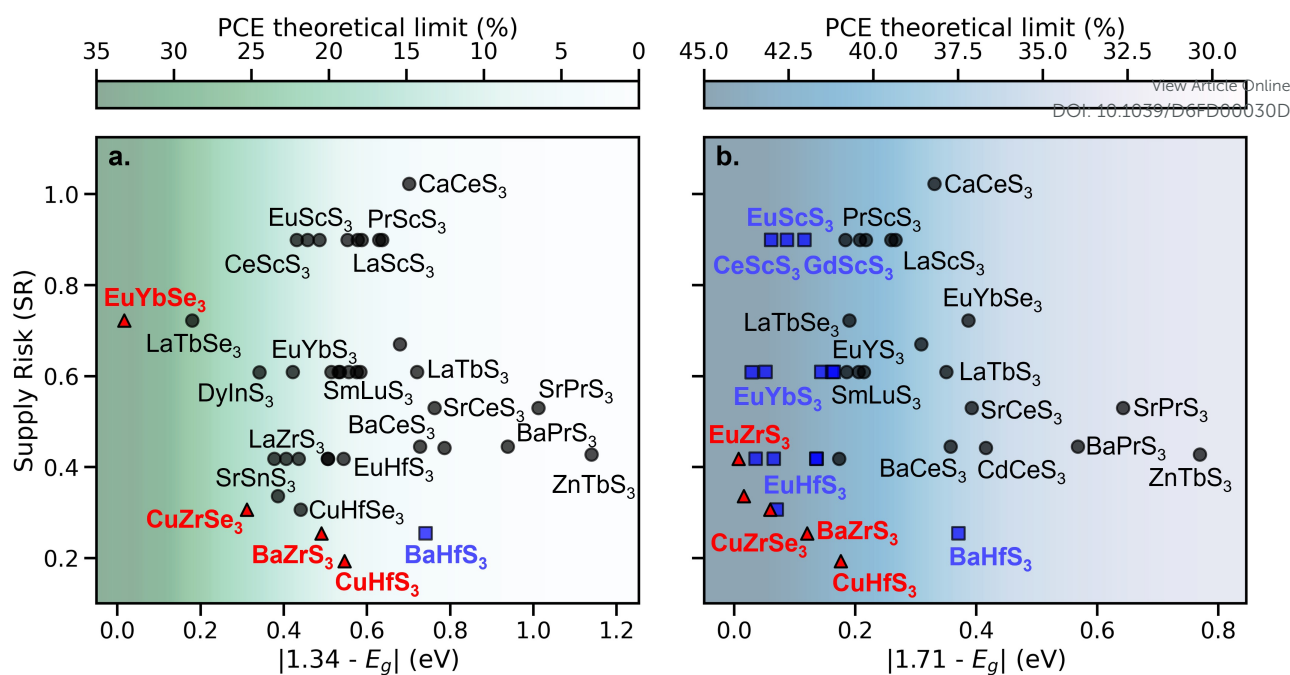 PCE theoretical limit (%)
35 30 25 20 15 10 5 0
a.
CaCeS₃
EuScS₃ PrScS₃
CeScS₃ LaScS₃
EuYbSe₃
LaTbSe₃
EuYbS₃
LaTbS₃
DyInS₃ SmLuS₃ SrPrS₃
BaCeS₃ SrCeS₃
LaZrS₃ BaPrS₃
EuHfS₃
SrSnS₃ ZnTbS₃
CuZrSe₃ CuHfSe₃
BaZrS₃ BaHfS₃
CuHfS₃
Supply Risk (SR)
1.0
0.8
0.6
0.4
0.2
0.0 0.2 0.4 0.6 0.8 1.0 1.2
|1.34 - E_g| (eV)
PCE theoretical limit (%)
45.0 42.5 40.0 37.5 35.0 32.5 30.0
View Article Online
DOI: 10.1039/D6FD00030D
b.
CaCeS₃
EuScS₃ PrScS₃
CeScS₃ GdScS₃ LaScS₃
EuYbSe₃
LaTbSe₃
EuYS₃
LaTbS₃
EuYbS₃ SmLuS₃
SrCeS₃ SrPrS₃
EuZrS₃
BaPrS₃
BaCeS₃ CdCeS₃ ZnTbS₃
EuHfS₃
CuZrSe₃ BaZrS₃
BaHfS₃
CuHfS₃
0.0 0.2 0.4 0.6 0.8
|1.71 - E_g| (eV)